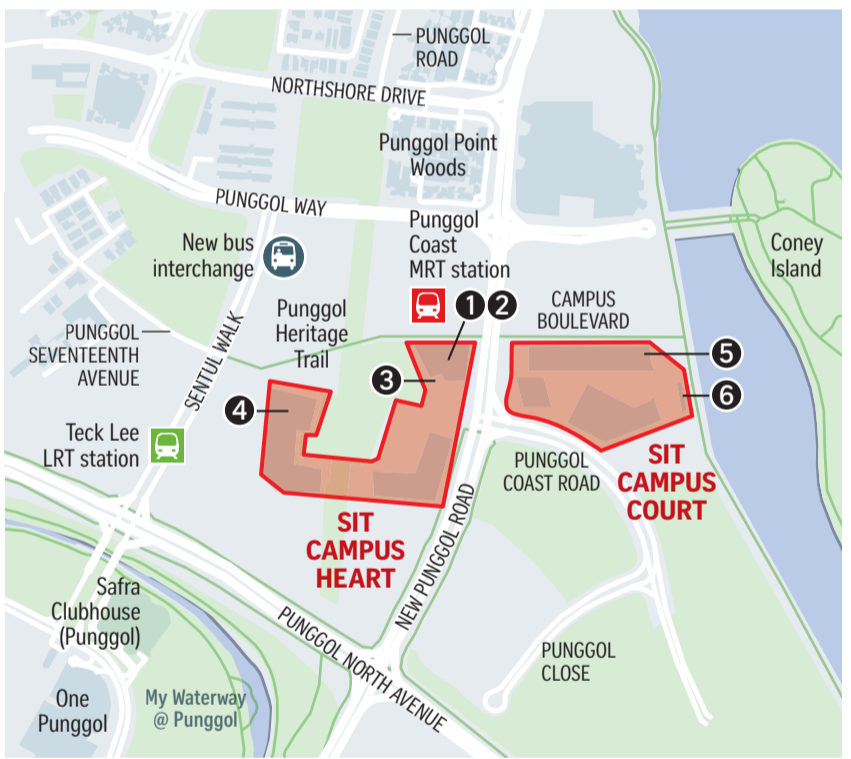 PUNGGOL
ROAD
NORTHSHORE DRIVE
Punggol Point
Woods
PUNGGOL WAY
New bus
interchange
Punggol
Coast
MRT station
Coney
Island
Punggol
Heritage
Trail
1 2
CAMPUS
BOULEVARD
PUNGGOL
SEVENTEENTH
AVENUE
SENTUL WALK
3
4
5
6
Teck Lee
LRT station
PUNGGOL
COAST ROAD
SIT
CAMPUS
COURT
SIT
CAMPUS
HEART
NEW PUNGGOL ROAD
Safra
Clubhouse
(Punggol)
PUNGGOL NORTH AVENUE
PUNGGOL
CLOSE
One
Punggol
My Waterway
@ Punggol